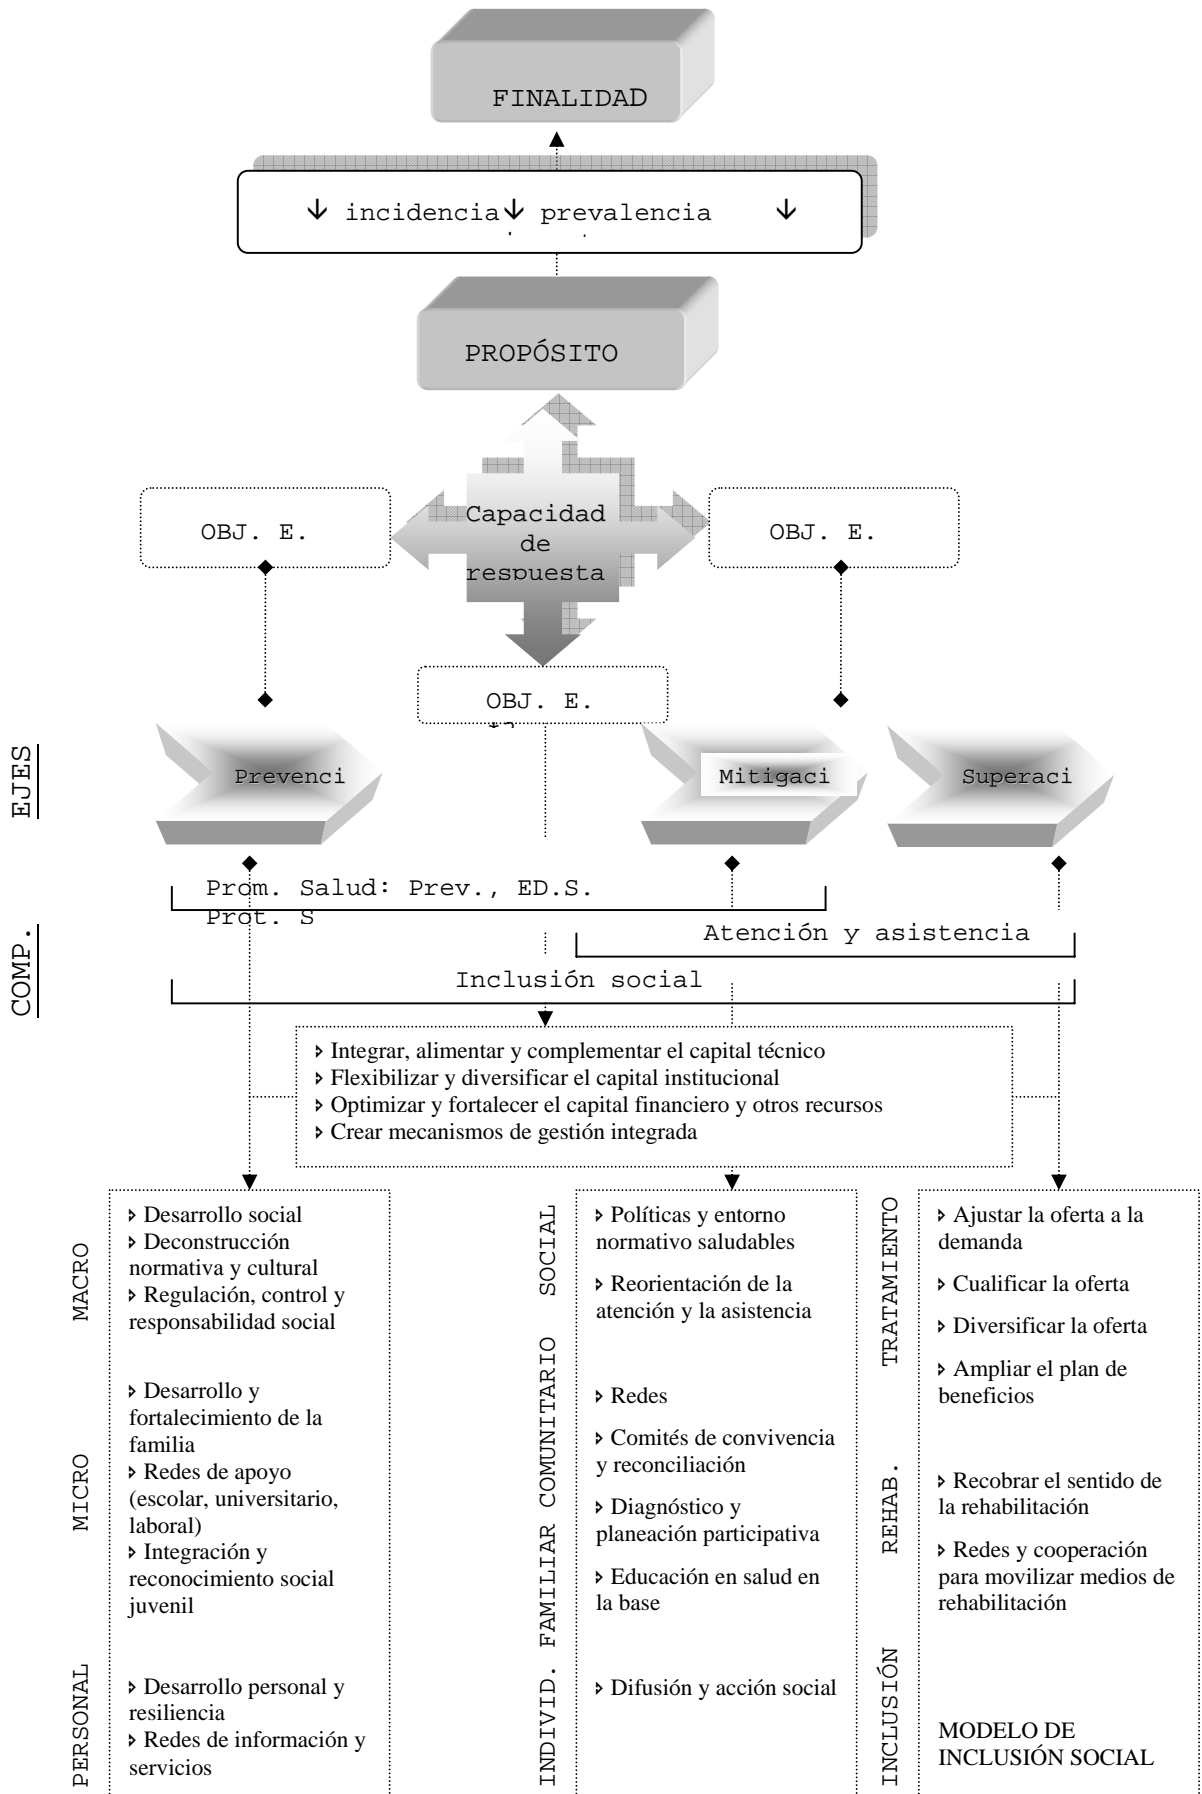 FINALIDAD
↓ incidencia ↓ prevalencia ↓
PROPÓSITO
Capacidad
de
respuesta
OBJ. E.
OBJ. E.
OBJ. E.
EJES
Prevenci
Mitigaci
Superaci
COMP.
Prom. Salud: Prev., ED.S.
Prot. S
Atención y asistencia
Inclusión social
Integrar, alimentar y complementar el capital técnico
Flexibilizar y diversificar el capital institucional
Optimizar y fortalecer el capital financiero y otros recursos
Crear mecanismos de gestión integrada
MACRO
Desarrollo social
Deconstrucción
normativa y cultural
Regulación, control y
responsabilidad social
MICRO
Desarrollo y
fortalecimiento de la
familia
Redes de apoyo
(escolar, universitario,
laboral)
Integración y
reconocimiento social
juvenil
PERSONAL
Desarrollo personal y
resiliencia
Redes de información y
servicios
SOCIAL
Políticas y entorno
normativo saludables
Reorientación de la
atención y la asistencia
COMUNITARIO
FAMILIAR
Redes
Comités de convivencia
y reconciliación
Diagnóstico y
planeación participativa
Educación en salud en
la base
INDIVID.
Difusión y acción social
TRATAMIENTO
Ajustar la oferta a la
demanda
Cualificar la oferta
Diversificar la oferta
Ampliar el plan de
beneficios
REHAB.
Recobrar el sentido de
la rehabilitación
Redes y cooperación
para movilizar medios de
rehabilitación
INCLUSIÓN
MODELO DE
INCLUSIÓN SOCIAL